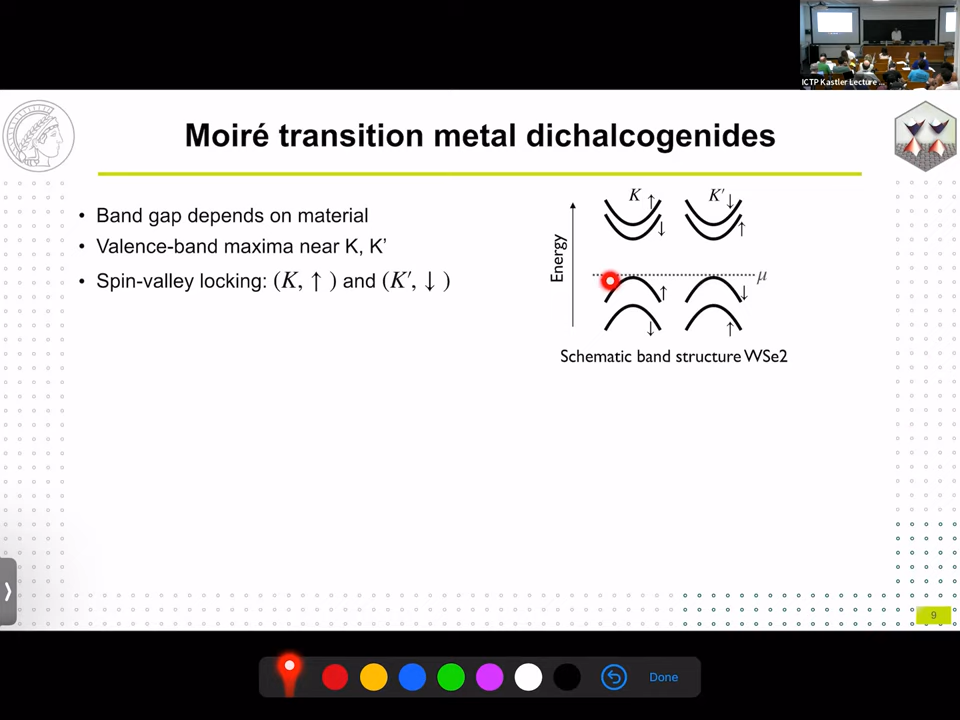 ICTP Kastler Lecture ...
Moiré transition metal dichalcogenides
• Band gap depends on material
• Valence-band maxima near K, K’
• Spin-valley locking: (K, ↑ ) and (K′, ↓ )
K ↑ K′ ↓
↓ ↑
Energy
μ
↑ ↓
↓ ↑
Schematic band structure WSe2
9
Done